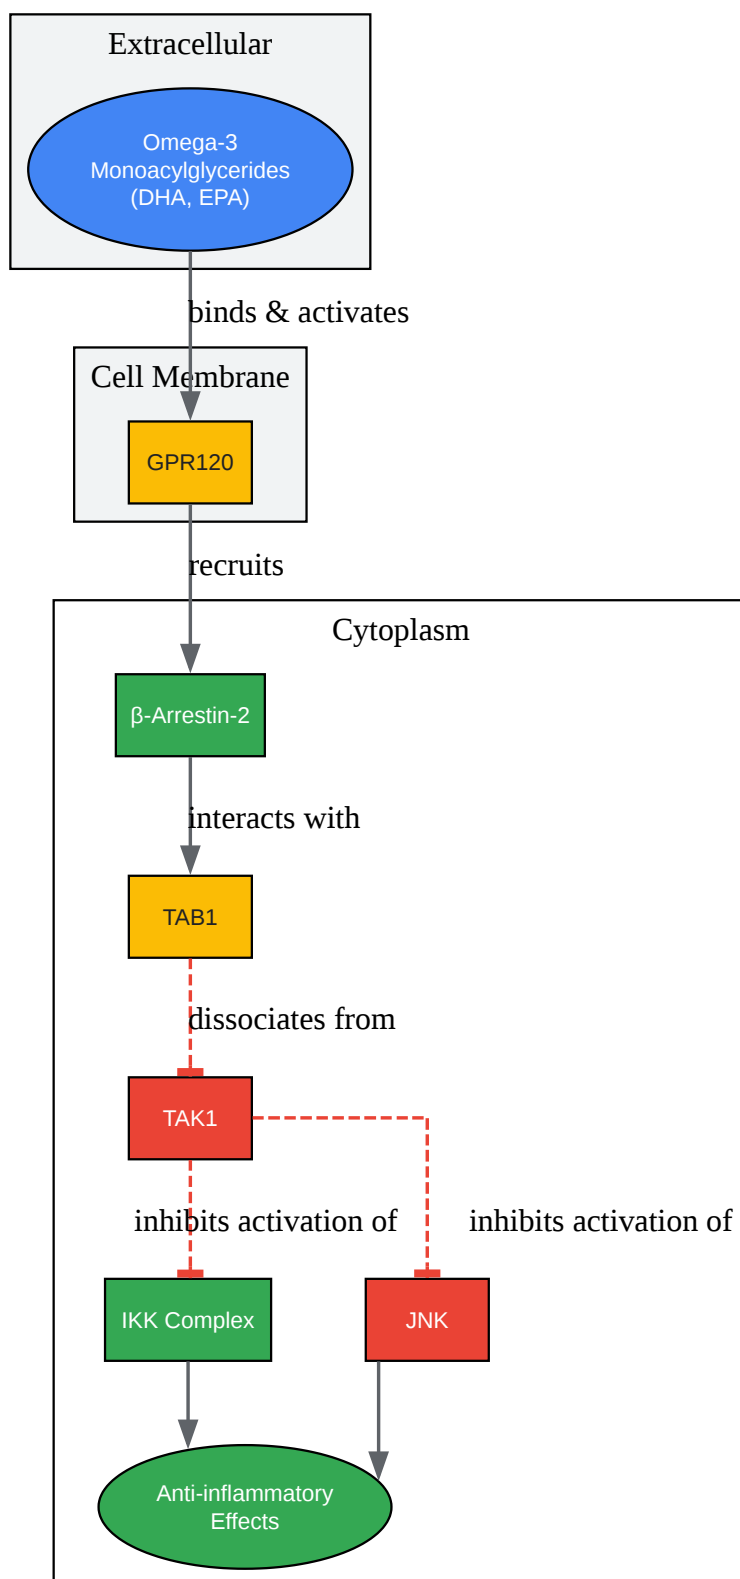 Extracellular
Omega-3
Monoacylglycerides
(DHA, EPA)
binds & activates
Cell Membrane
GPR120
recruits
Cytoplasm
β-Arrestin-2
interacts with
TAB1
dissociates from
TAK1
inhibits activation of
inhibits activation of
IKK Complex
JNK
Anti-inflammatory
Effects